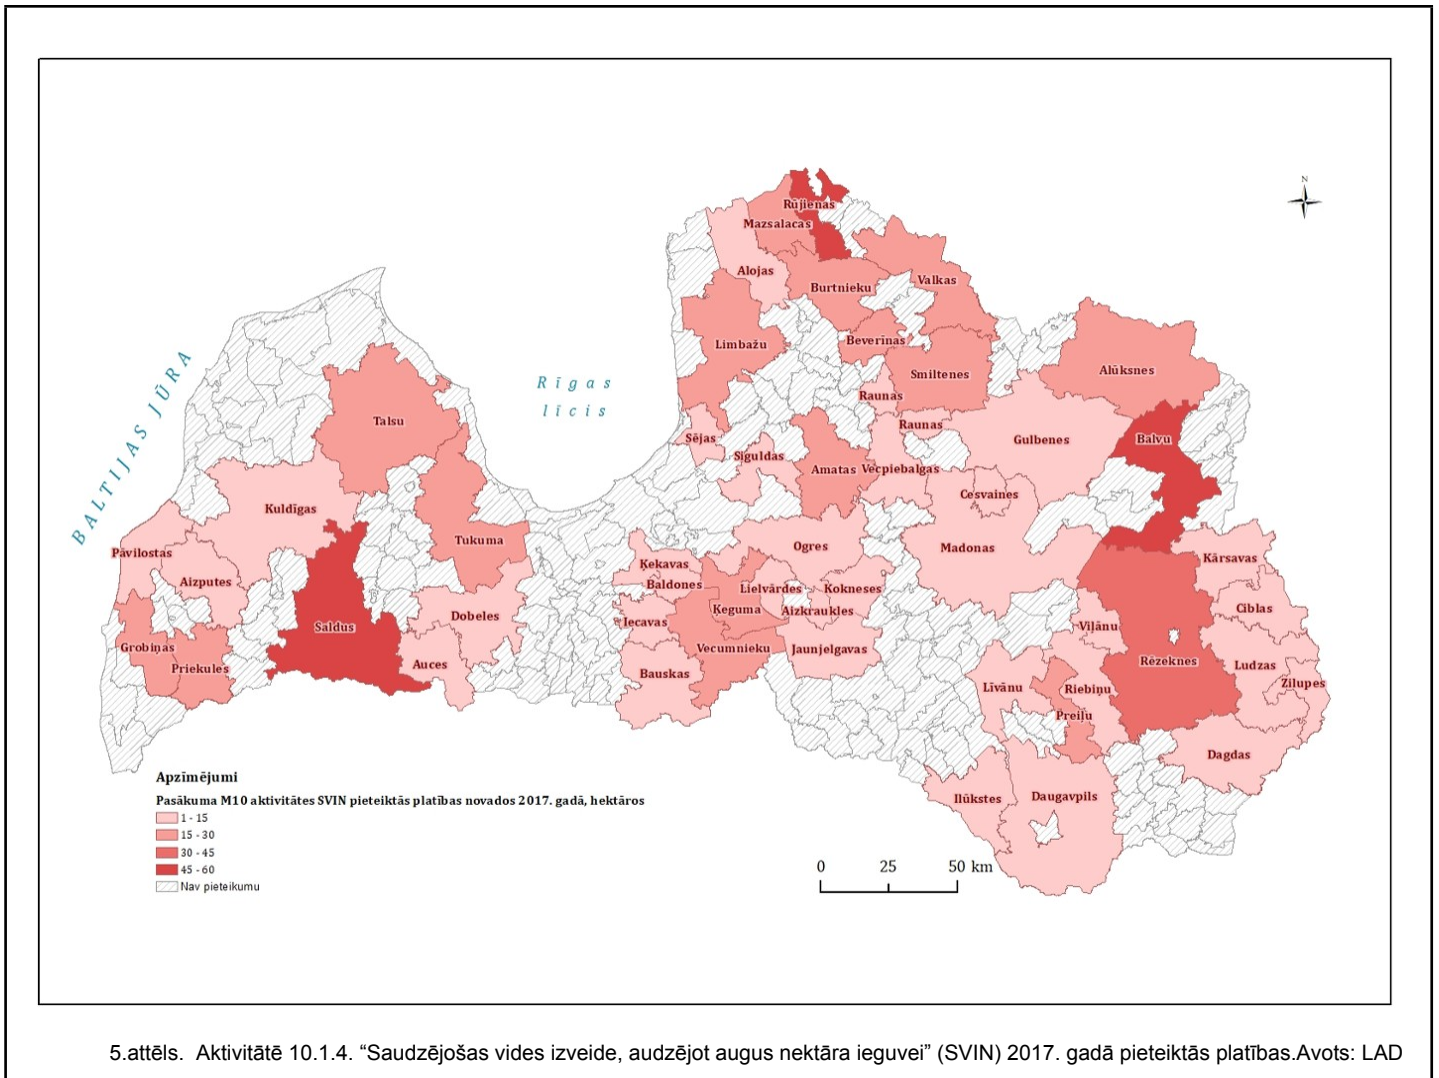 N
Rūjienas
Mazsalacas
Alojas
Burtnieku
Valkas
Limbažu
Beverīnas
Smiltenes
Alūksnes
Raunas
BALTIJAS JŪRA
Rīgas
līcis
Talsu
Raunas
Sējas
Siguldas
Gulbenes
Balvu
Amatas
Vecpiebalgas
Cesvaines
Kuldīgas
Tukuma
Pāvilostas
Aizputes
Ogres
Madonas
Kārsavas
Ķekavas
Baldones
Lielvārdes
Kokneses
Ķeguma
Aizkraukles
Ciblas
Dobeles
Saldus
Iecavas
Viļānu
Grobiņas
Priekules
Auces
Vecumnieku
Jaunjelgavas
Bauskas
Rēzeknes
Ludzas
Zilupes
Līvānu
Riebiņu
Preiļu
Dagdas
Ilūkstes
Daugavpils
Apzīmējumi
Pasākuma M10 aktivitātes SVIN pieteiktās platības novados 2017. gadā, hektāros
1 - 15
15 - 30
30 - 45
45 - 60
Nav pieteikumu
0 25 50 km
5.attēls. Aktivitātē 10.1.4. “Saudzējošas vides izveide, audzējot augus nektāra ieguvei” (SVIN) 2017. gadā pieteiktās platības.Avots: LAD